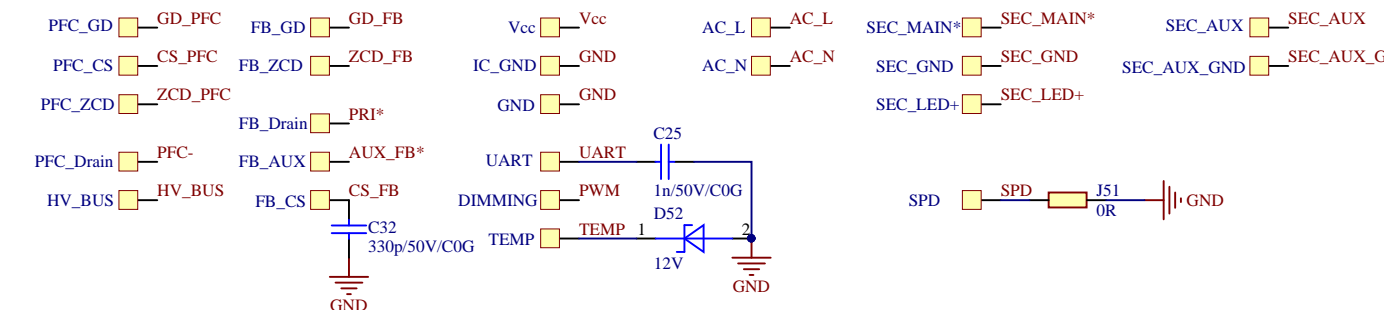 PFC_GD GD_PFC FB_GD GD_FB Vcc Vcc AC_L AC_L SEC_MAIN* SEC_MAIN* SEC_AUX SEC_AUX
PFC_CS CS_PFC FB_ZCD ZCD_FB IC_GND GND AC_N AC_N SEC_GND SEC_GND SEC_AUX_GND SEC_AUX_G
PFC_ZCD ZCD_PFC GND GND SEC_LED+ SEC_LED+
FB_Drain PRI*
C25
PFC_Drain PFC- FB_AUX AUX_FB* UART UART
1n/50V/C0G
HV_BUS HV_BUS FB_CS CS_FB DIMMING PWM SPD SPD J51
0R GND
C32 D52
330p/50V/C0G TEMP TEMP 1 2
12V
GND
GND